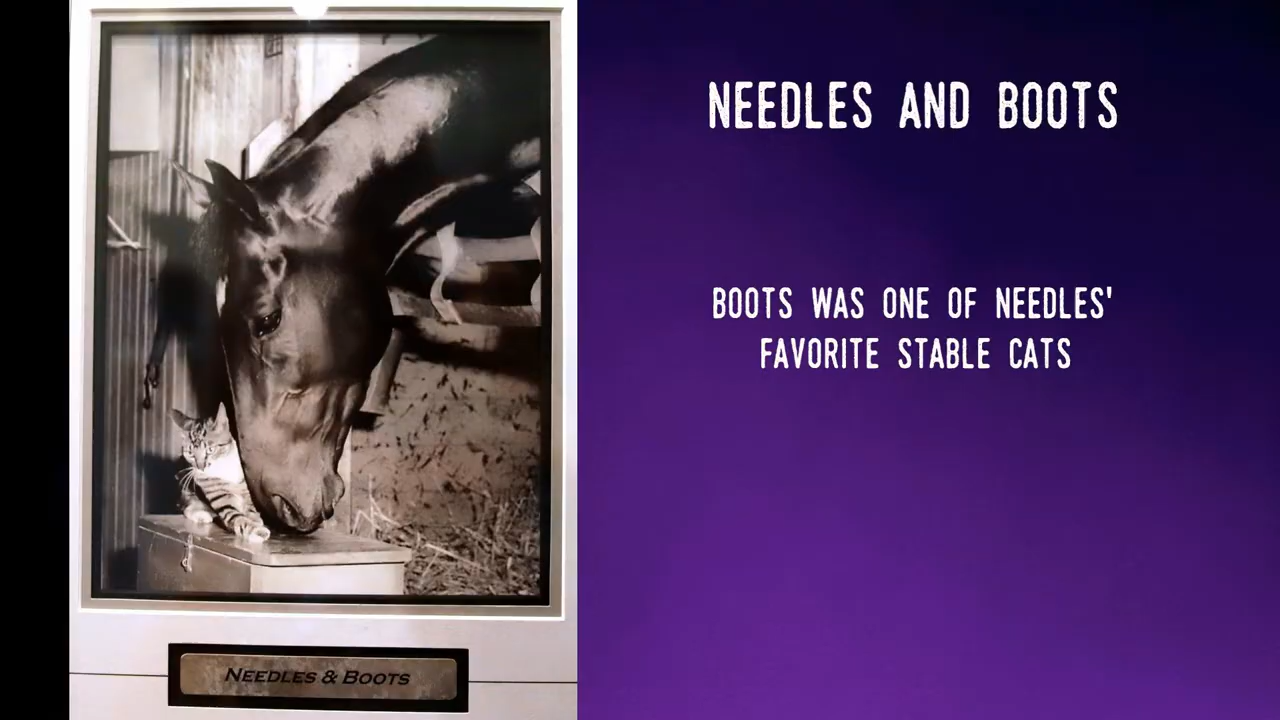 NEEDLES AND BOOTS
BOOTS WAS ONE OF NEEDLES'
FAVORITE STABLE CATS
NEEDLES & BOOTS